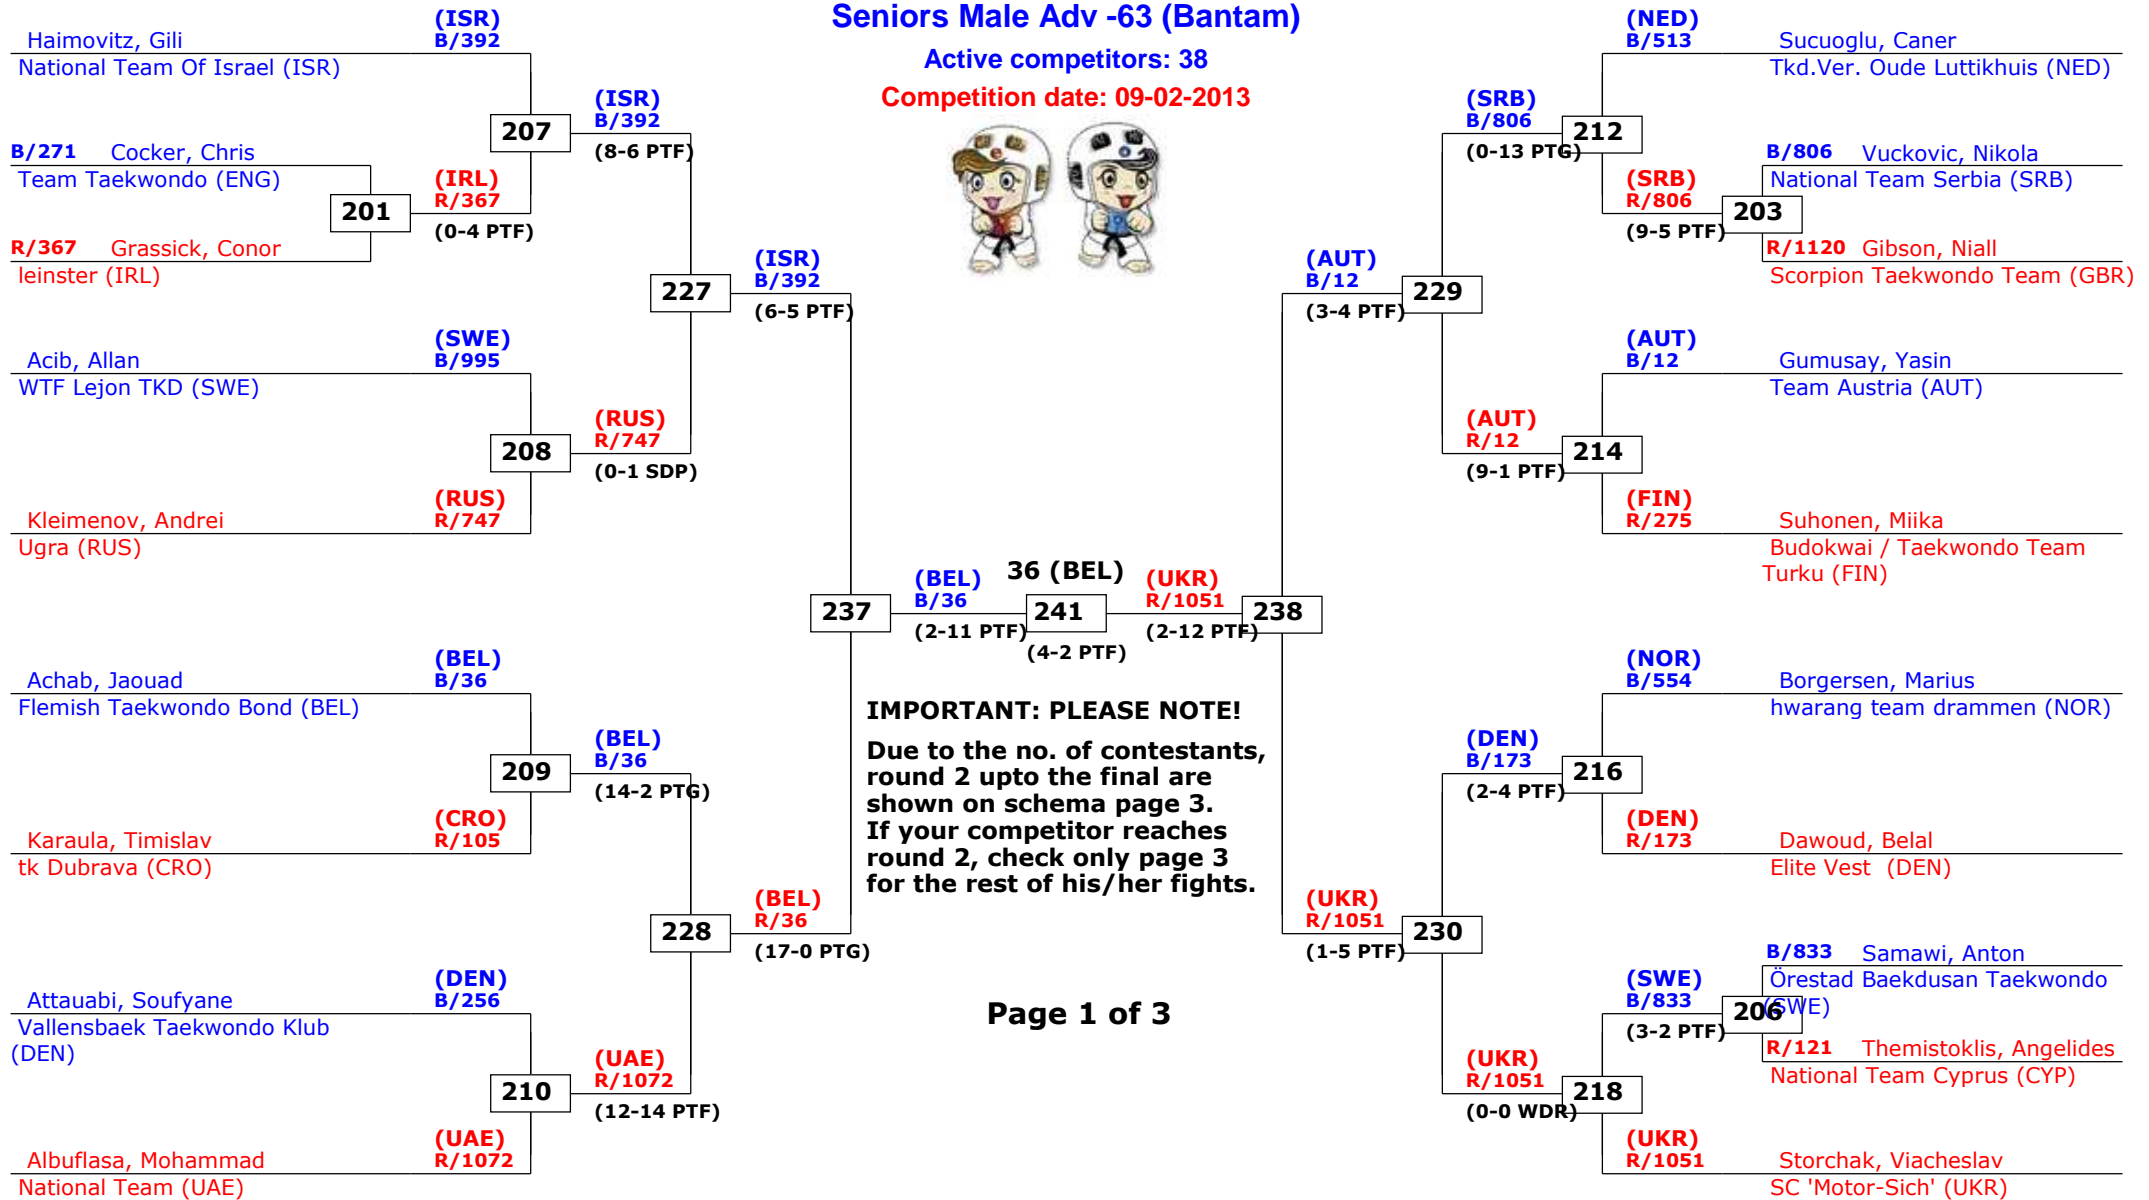 Seniors Male Adv -63 (Bantam)
Active competitors: 38
Competition date: 09-02-2013
(ISR)
Haimovitz, Gili B/392
National Team Of Israel (ISR)
(ISR)
B/392
207
(8-6 PTF)
B/271 Cocker, Chris
Team Taekwondo (ENG)
(IRL)
R/367
201
(0-4 PTF)
R/367 Grassick, Conor
leinster (IRL)
(ISR)
B/392
227
(6-5 PTF)
(SWE)
Acib, Allan B/995
WTF Lejon TKD (SWE)
(RUS)
R/747
208
(0-1 SDP)
(RUS)
Kleimenov, Andrei R/747
Ugra (RUS)
237
(BEL)
B/36
(2-11 PTF)
36 (BEL)
241
(4-2 PTF)
(UKR)
R/1051
(2-12 PTF)
238
(BEL)
Achab, Jaouad B/36
Flemish Taekwondo Bond (BEL)
(BEL)
B/36
209
(14-2 PTG)
(CRO)
Karaula, Timislav R/105
tk Dubrava (CRO)
(BEL)
R/36
228
(17-0 PTG)
(DEN)
Attauabi, Soufyane B/256
Vallensbaek Taekwondo Klub
(DEN)
(UAE)
R/1072
210
(12-14 PTF)
(UAE)
Albuflasa, Mohammad R/1072
National Team (UAE)
IMPORTANT: PLEASE NOTE!
Due to the no. of contestants,
round 2 upto the final are
shown on schema page 3.
If your competitor reaches
round 2, check only page 3
for the rest of his/her fights.
Page 1 of 3
(NED)
B/513 Sucuoglu, Caner
Tkd.Ver. Oude Luttikhuis (NED)
(SRB)
B/806
212
(0-13 PTG)
B/806 Vuckovic, Nikola
National Team Serbia (SRB)
(SRB)
R/806
203
(9-5 PTF)
R/1120 Gibson, Niall
Scorpion Taekwondo Team (GBR)
(AUT)
B/12
229
(3-4 PTF)
(AUT)
B/12 Gumusay, Yasin
Team Austria (AUT)
(AUT)
R/12
214
(9-1 PTF)
(FIN)
R/275 Suhonen, Miika
Budokwai / Taekwondo Team
Turku (FIN)
(NOR)
B/554 Borgersen, Marius
hwarang team drammen (NOR)
(DEN)
B/173
216
(2-4 PTF)
(DEN)
R/173 Dawoud, Belal
Elite Vest (DEN)
(UKR)
R/1051
230
(1-5 PTF)
B/833 Samawi, Anton
Örestad Baekdusan Taekwondo
(SWE)
(SWE)
B/833
206
(3-2 PTF)
R/121 Themistoklis, Angelides
National Team Cyprus (CYP)
(UKR)
R/1051
218
(0-0 WDR)
(UKR)
R/1051 Storchak, Viacheslav
SC 'Motor-Sich' (UKR)